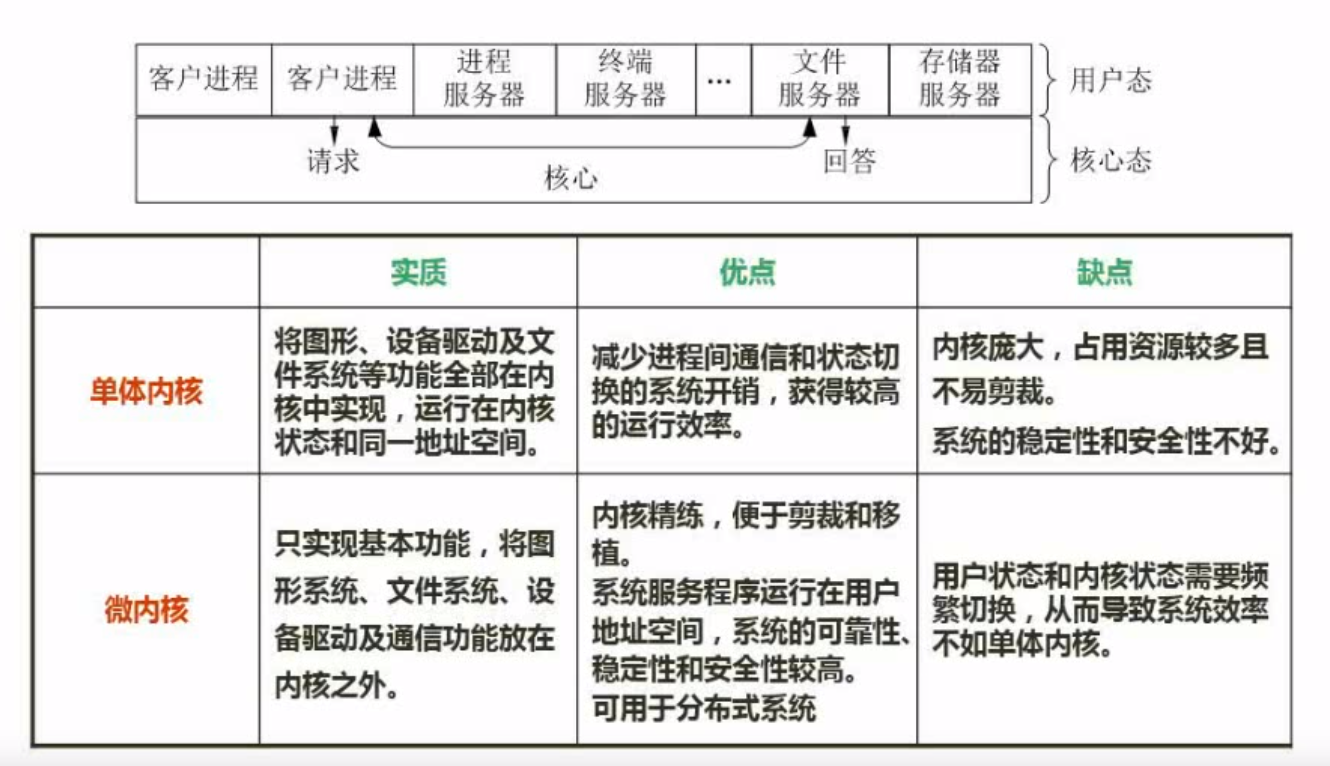 客户进程 客户进程 进程服务器 终端服务器 … 文件服务器 存储器服务器 用户态
请求 核心 回答 核心态
实质 优点 缺点
单体内核
将图形、设备驱动及文
件系统等功能全部在内
核中实现，运行在内核
状态和同一地址空间。
减少进程间通信和状态切
换的系统开销，获得较高
的运行效率。
内核庞大，占用资源较多且
不易剪裁。
系统的稳定性和安全性不好。
微内核
只实现基本功能，将图
形系统、文件系统、设
备驱动及通信功能放在
内核之外。
内核精练，便于剪裁和移
植。
系统服务程序运行在用户
地址空间，系统的可靠性、
稳定性和安全性较高。
可用于分布式系统
用户状态和内核状态需要频
繁切换，从而导致系统效率
不如单体内核。